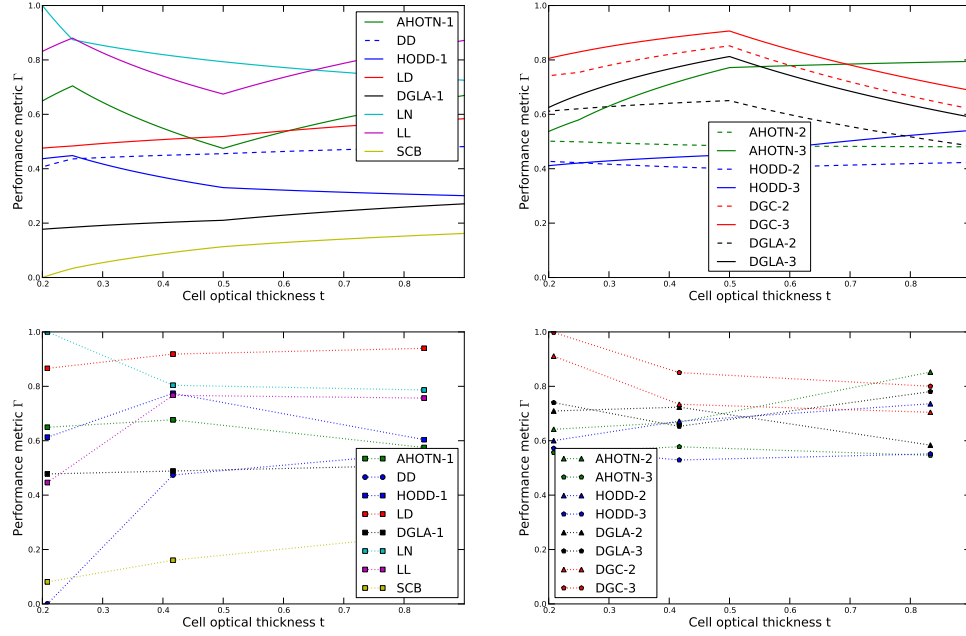 1.0
0.8
0.6
0.4
0.2
0.0
Performance metric Γ
0.2 0.3 0.4 0.5 0.6 0.7 0.8
Cell optical thickness t
AHOTN-1
DD
HODD-1
LD
DGLA-1
LN
LL
SCB
1.0
0.8
0.6
0.4
0.2
0.0
Performance metric Γ
0.2 0.3 0.4 0.5 0.6 0.7 0.8
Cell optical thickness t
AHOTN-2
AHOTN-3
HODD-2
HODD-3
DGC-2
DGC-3
DGLA-2
DGLA-3
1.0
0.8
0.6
0.4
0.2
0.0
Performance metric Γ
0.2 0.3 0.4 0.5 0.6 0.7 0.8
Cell optical thickness t
AHOTN-1
DD
HODD-1
LD
DGLA-1
LN
LL
SCB
1.0
0.8
0.6
0.4
0.2
0.0
Performance metric Γ
0.2 0.3 0.4 0.5 0.6 0.7 0.8
Cell optical thickness t
AHOTN-2
AHOTN-3
HODD-2
HODD-3
DGLA-2
DGLA-3
DGC-2
DGC-3